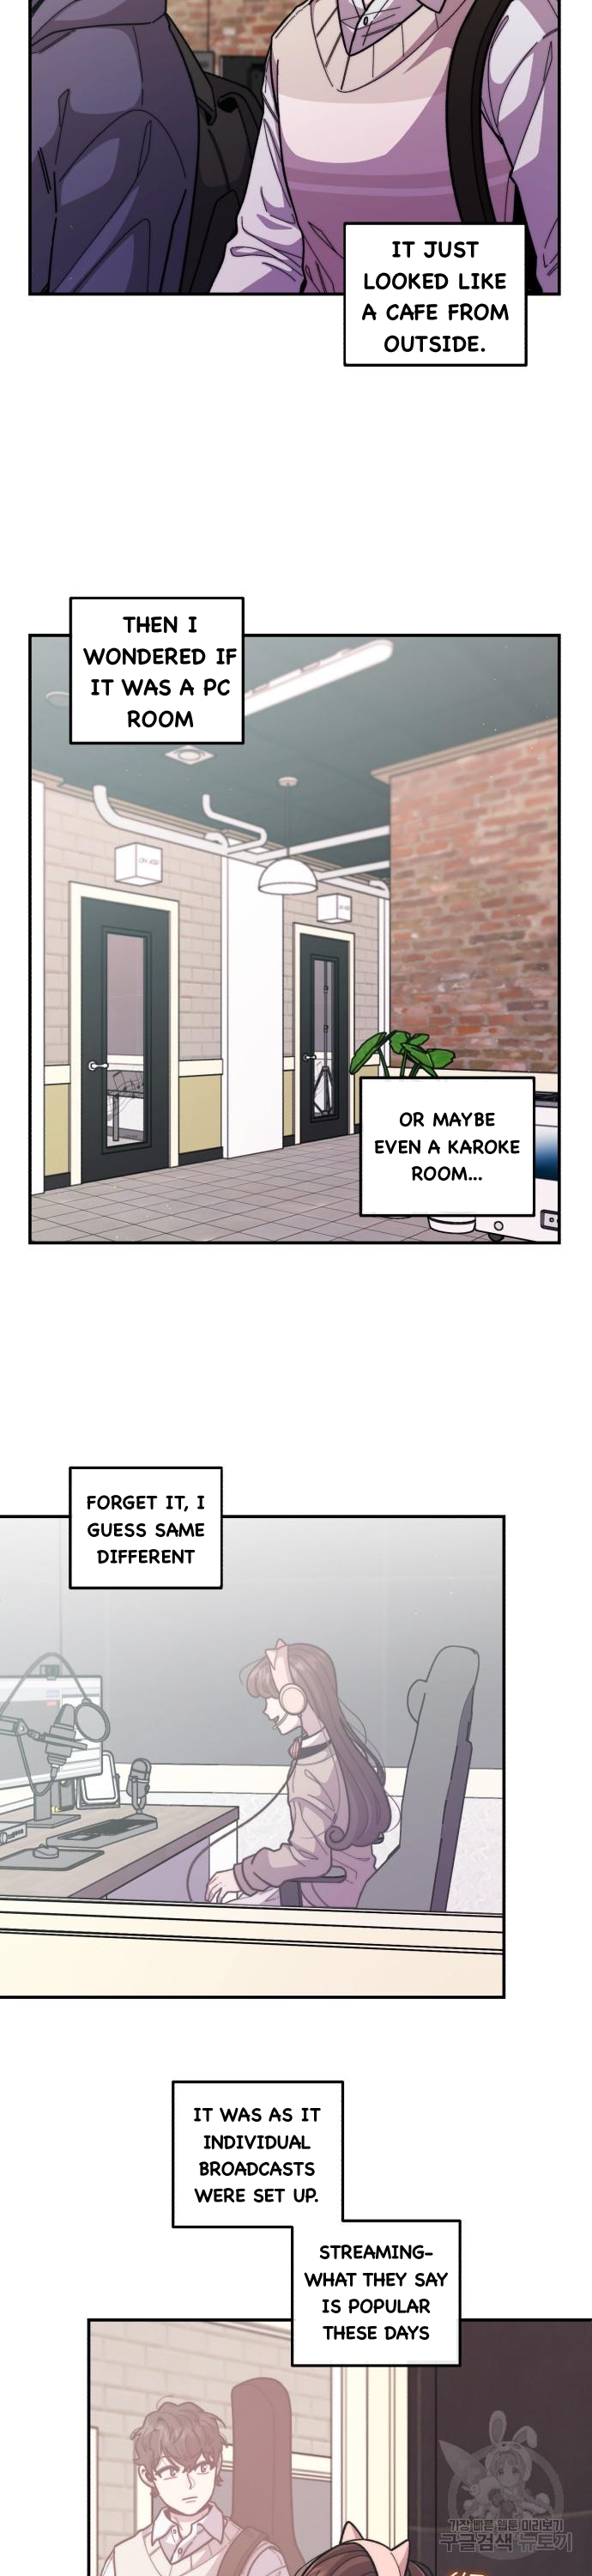 IT JUST
LOOKED LIKE
A CAFE FROM
OUTSIDE.
THEN I
WONDERED IF
IT WAS A PC
ROOM
ON AIR
OR MAYBE
EVEN A KAROKE
ROOM...
FORGET IT, I
GUESS SAME
DIFFERENT
IT WAS AS IT
INDIVIDUAL
BROADCASTS
WERE SET UP.
STREAMING-
WHAT THEY SAY
IS POPULAR
THESE DAYS
가장 빠른 웹툰 미리보기
구글검색 뉴토끼